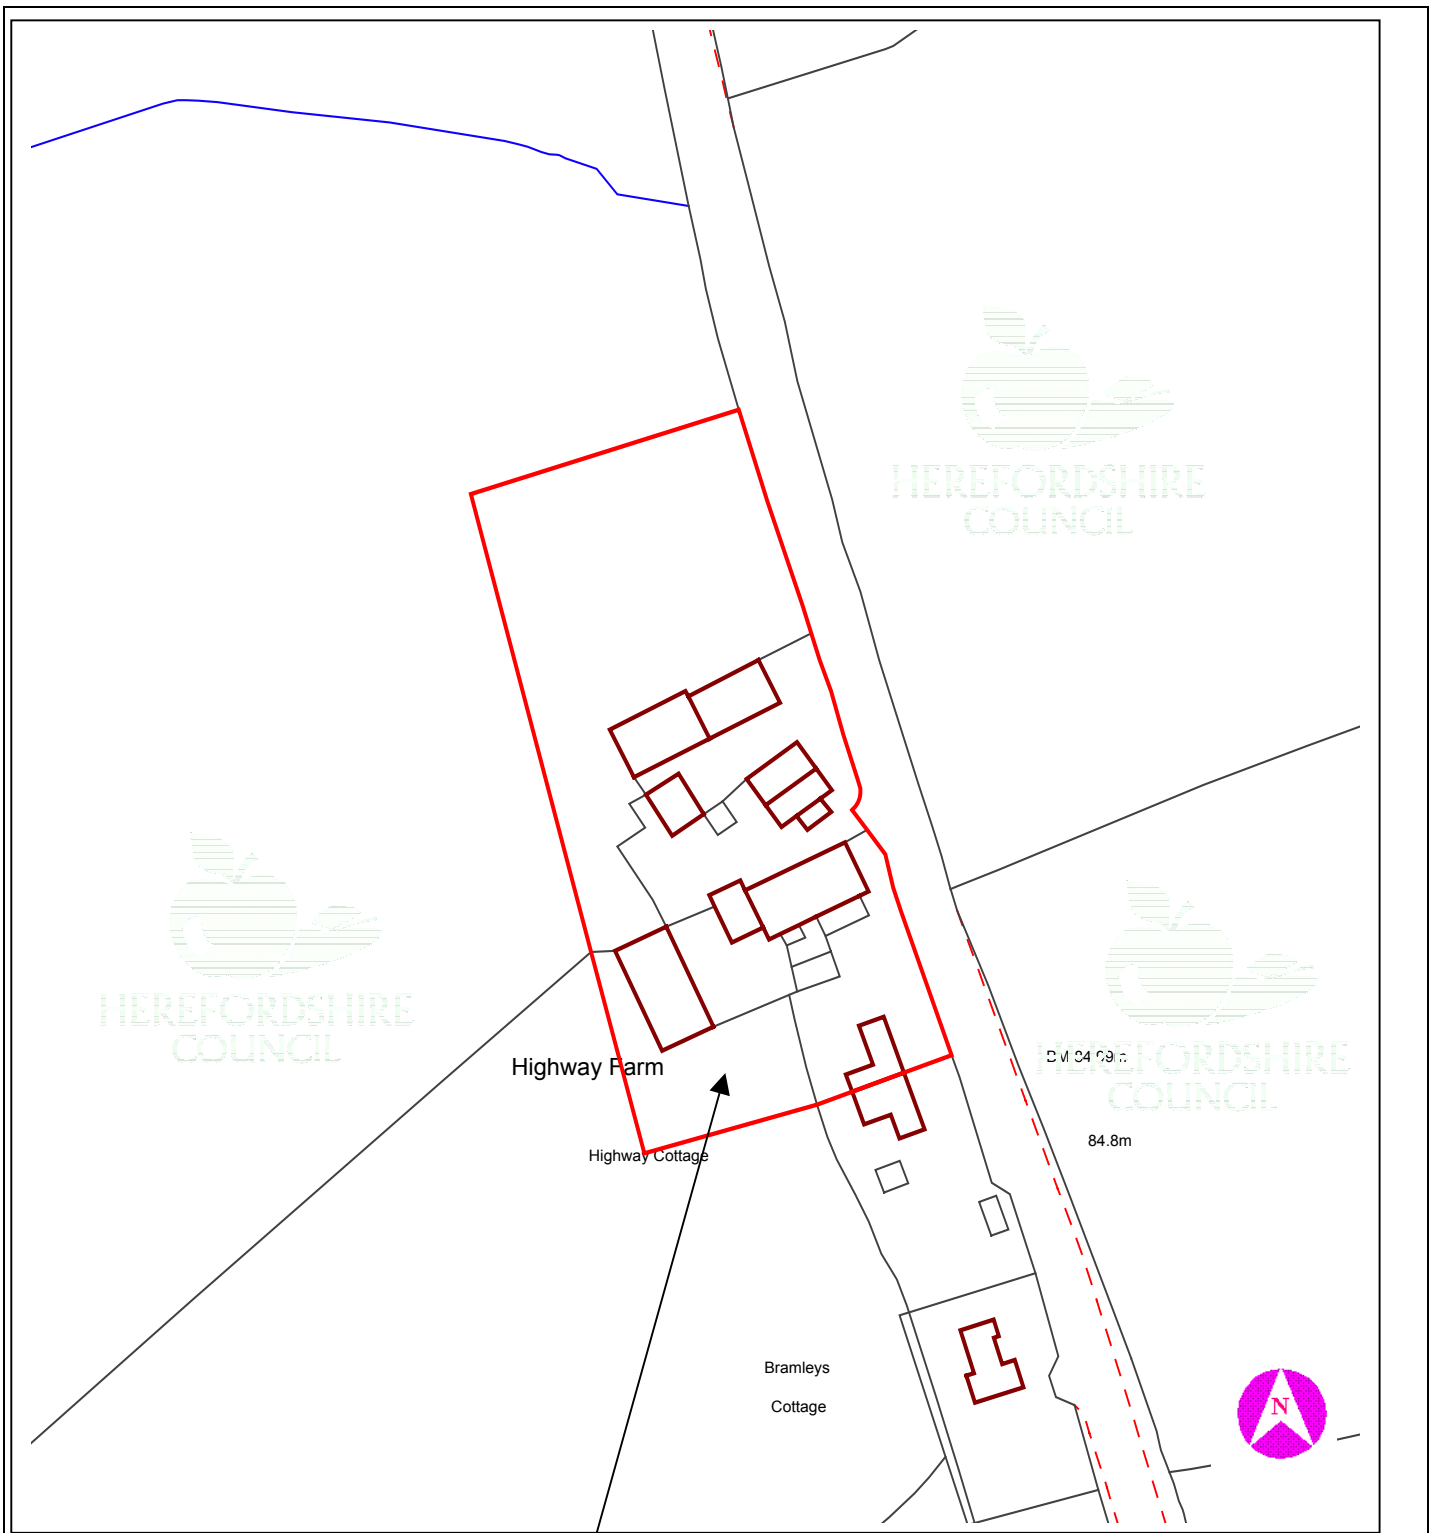 HEREFORDSHIRE
COUNCIL
HEREFORDSHIRE
COUNCIL
HEREFORDSHIRE
COUNCIL
Highway Farm
84.8m
Highway Cottage
Bramleys
Cottage
N